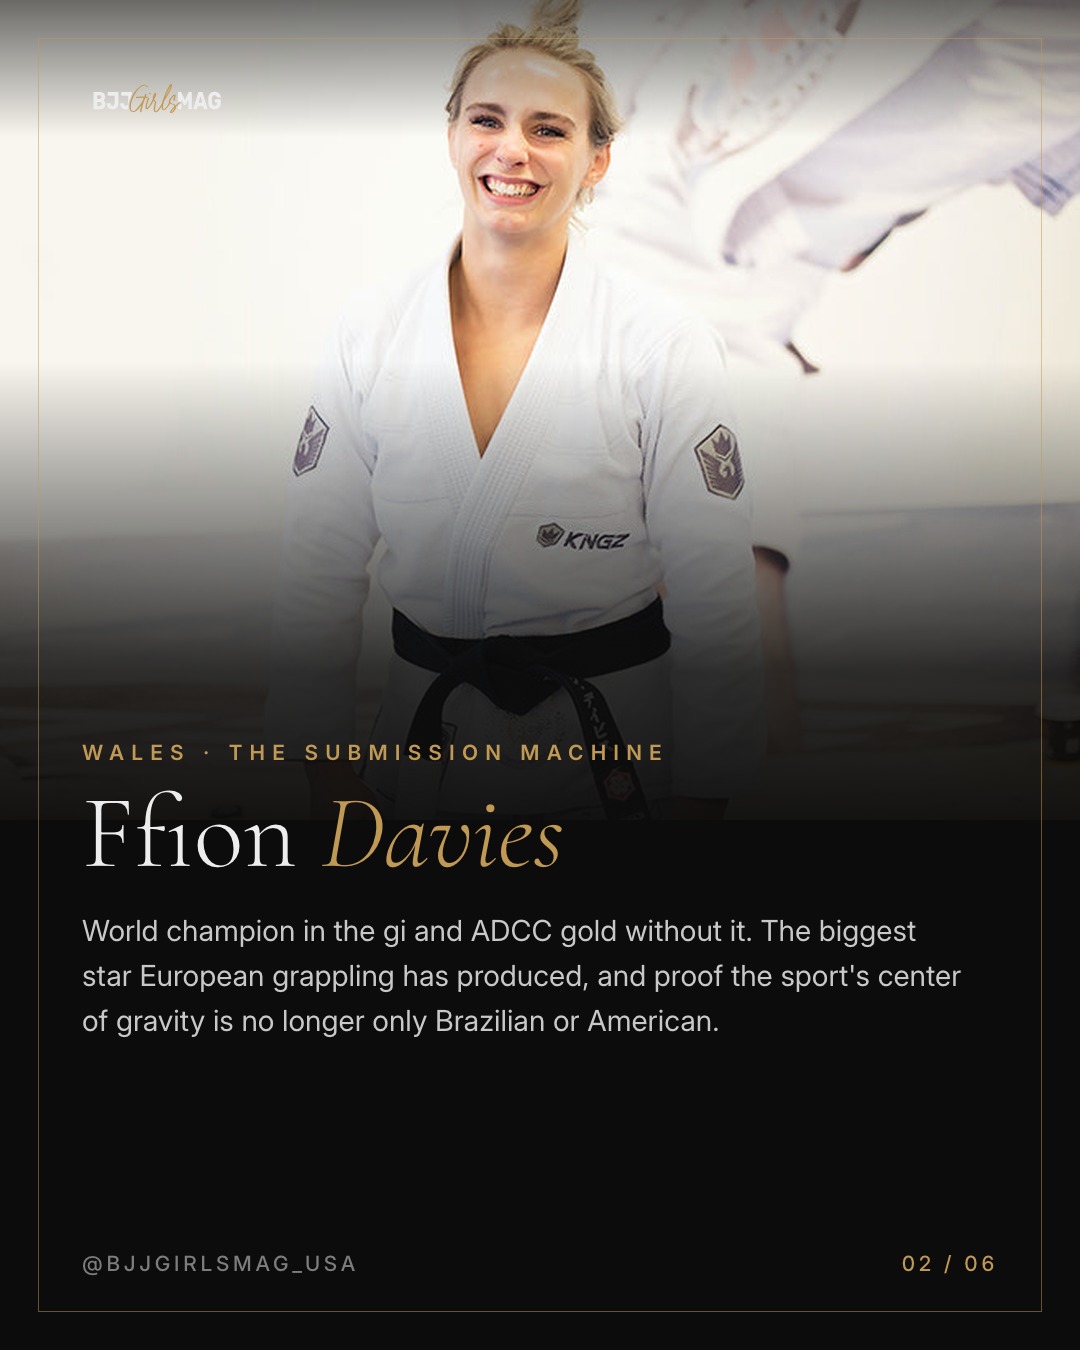 BJJGirlsMAG
KNGZ
WALES · THE SUBMISSION MACHINE
Ffion Davies
World champion in the gi and ADCC gold without it. The biggest
star European grappling has produced, and proof the sport's center
of gravity is no longer only Brazilian or American.
@BJJGIRLSMAG_USA
02 / 06